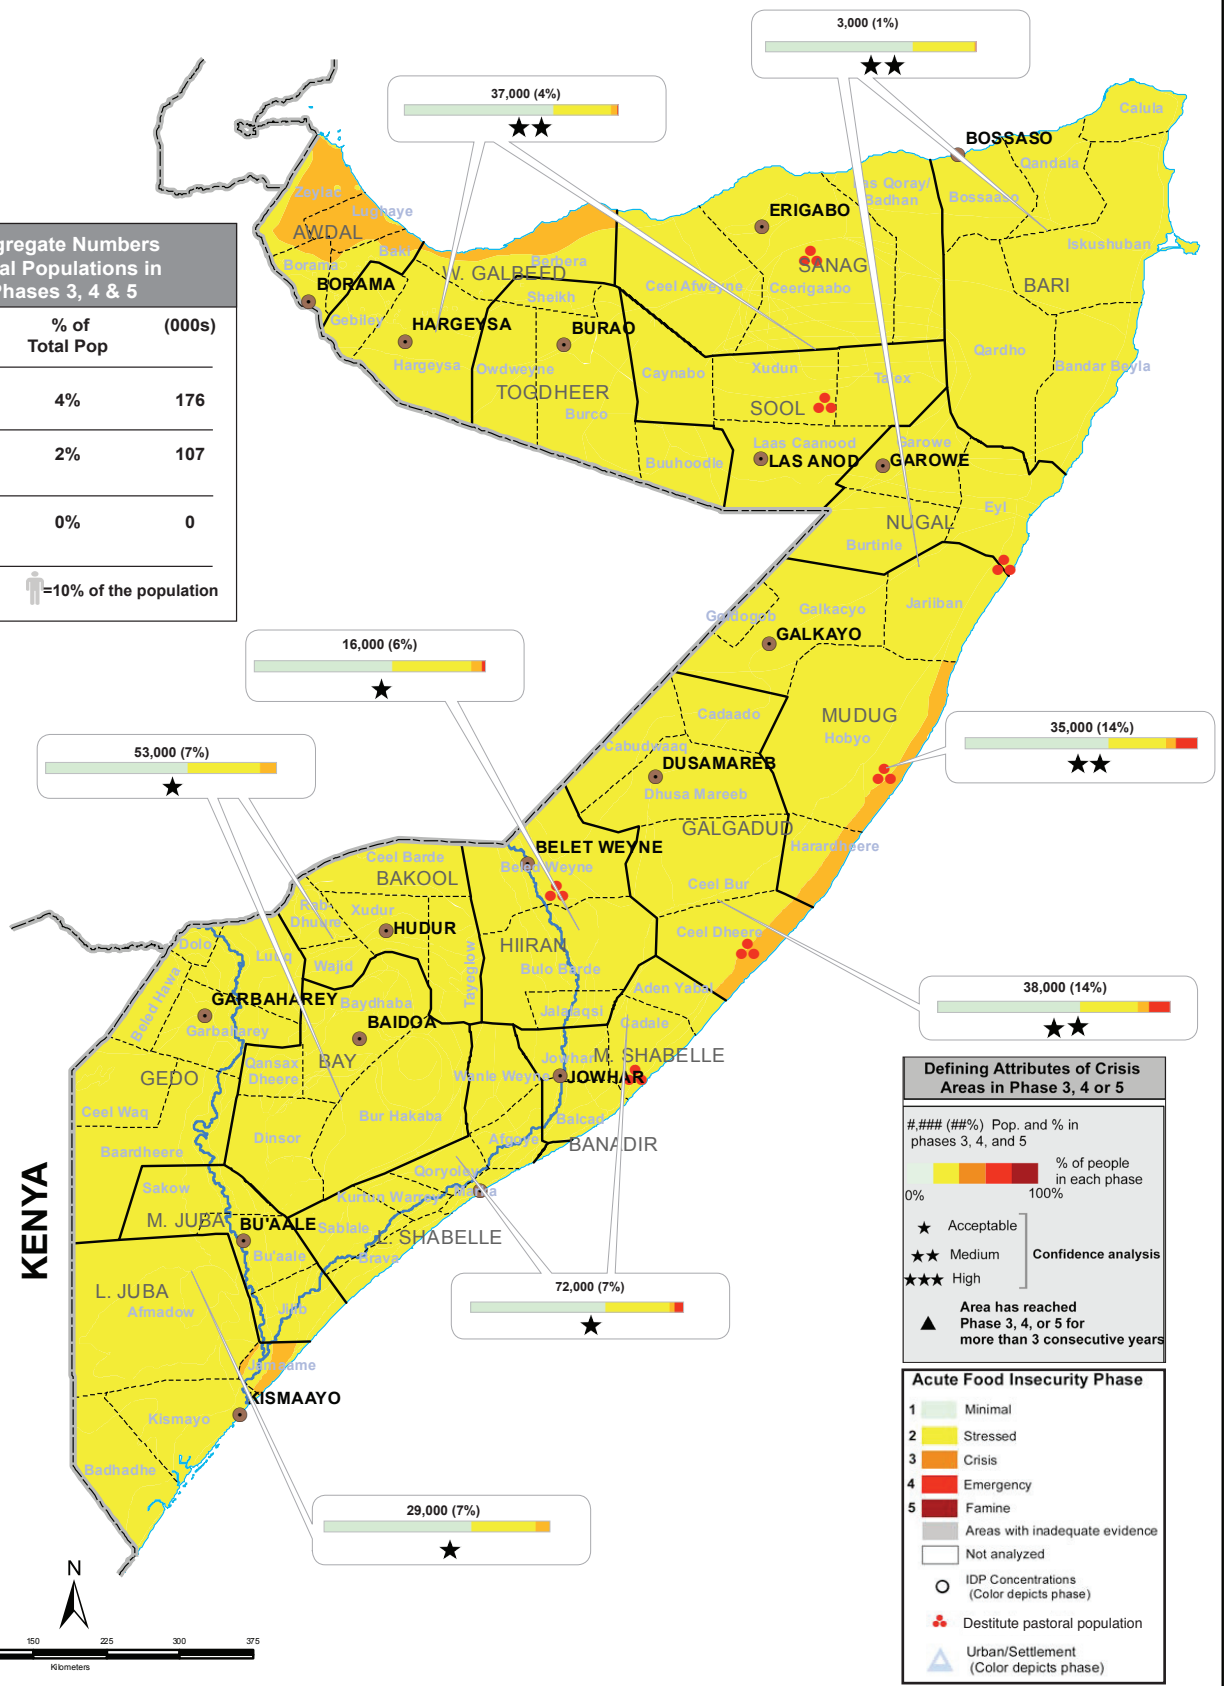 3,000 (1%)
37,000 (4%)
Calula
BOSSASO
Qandala
Bossaaso
Las Qoray/
Badhan
ERIGABO
Zeylac
Lughaye
AWDAL
Baki
Borama
BORAMA
W. GALBEED
Berbera
Sheikh
SANAG
Ceel Afweyne
Ceerigaabo
Iskushuban
BARI
Gebiley
HARGEYSA
BURAO
Hargeysa
Owdweyne
TOGDHEER
Burco
Caynabo
Xudun
Talex
SOOL
Qardho
Bandar Beyla
Laas Caanood
LAS ANOD
Buuhoodle
Garowe
GAROWE
Eyl
NUGAL
Burtinle
gregate Numbers
al Populations in
Phases 3, 4 & 5
% of
Total Pop
(000s)
4% 176
2% 107
0% 0
=10% of the population
Goldogob
Galkacyo
Jariiban
GALKAYO
16,000 (6%)
Cadaado
MUDUG
Hobyo
35,000 (14%)
53,000 (7%)
Cabudwaaq
DUSAMAREB
Dhusa Mareeb
GALGADUD
Harardheere
BELET WEYNE
Beled Weyne
Ceel Barde
BAKOOL
Ceel Bur
Rab-
Dhuure
Xudur
HUDUR
Ceel Dheere
Dolo
Luuq
Wajid
Tayeglow
HIIRAN
Bulo Barde
Beled Hawa
GARBAHAREY
Garbaharey
Baydhaba
BAIDOA
Jalalaqsi
Aden Yabal
Cadale
38,000 (14%)
Qansax
Dheere
BAY
GEDO
Jowhar
M. SHABELLE
Wanle Weyne
JOWHAR
Ceel Waq
Bur Hakaba
Balcad
Dinsor
Afgoye
BANADIR
Baardheere
Qoryoley
Marka
Sakow
Kurtun Warrey
M. JUBA
BU'AALE
Sablale
L. SHABELLE
Bu'aale
Brava
KENYA
L. JUBA
Afmadow
Jilib
72,000 (7%)
Jamaame
KISMAAYO
Kismayo
Badhadhe
29,000 (7%)
N
150 225 300 375
Kilometers
Defining Attributes of Crisis
Areas in Phase 3, 4 or 5
#,### (##%) Pop. and % in
phases 3, 4, and 5
% of people
in each phase
0% 100%
Acceptable
Medium
High
Confidence analysis
Area has reached
Phase 3, 4, or 5 for
more than 3 consecutive years
Acute Food Insecurity Phase
1 Minimal
2 Stressed
3 Crisis
4 Emergency
5 Famine
Areas with inadequate evidence
Not analyzed
IDP Concentrations
(Color depicts phase)
Destitute pastoral population
Urban/Settlement
(Color depicts phase)